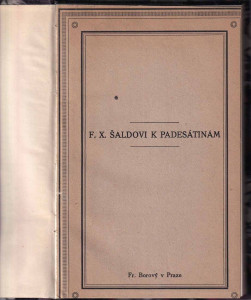 F. X. ŠALDOVI K PADESÁTINÁM
Fr. Borový v Praze